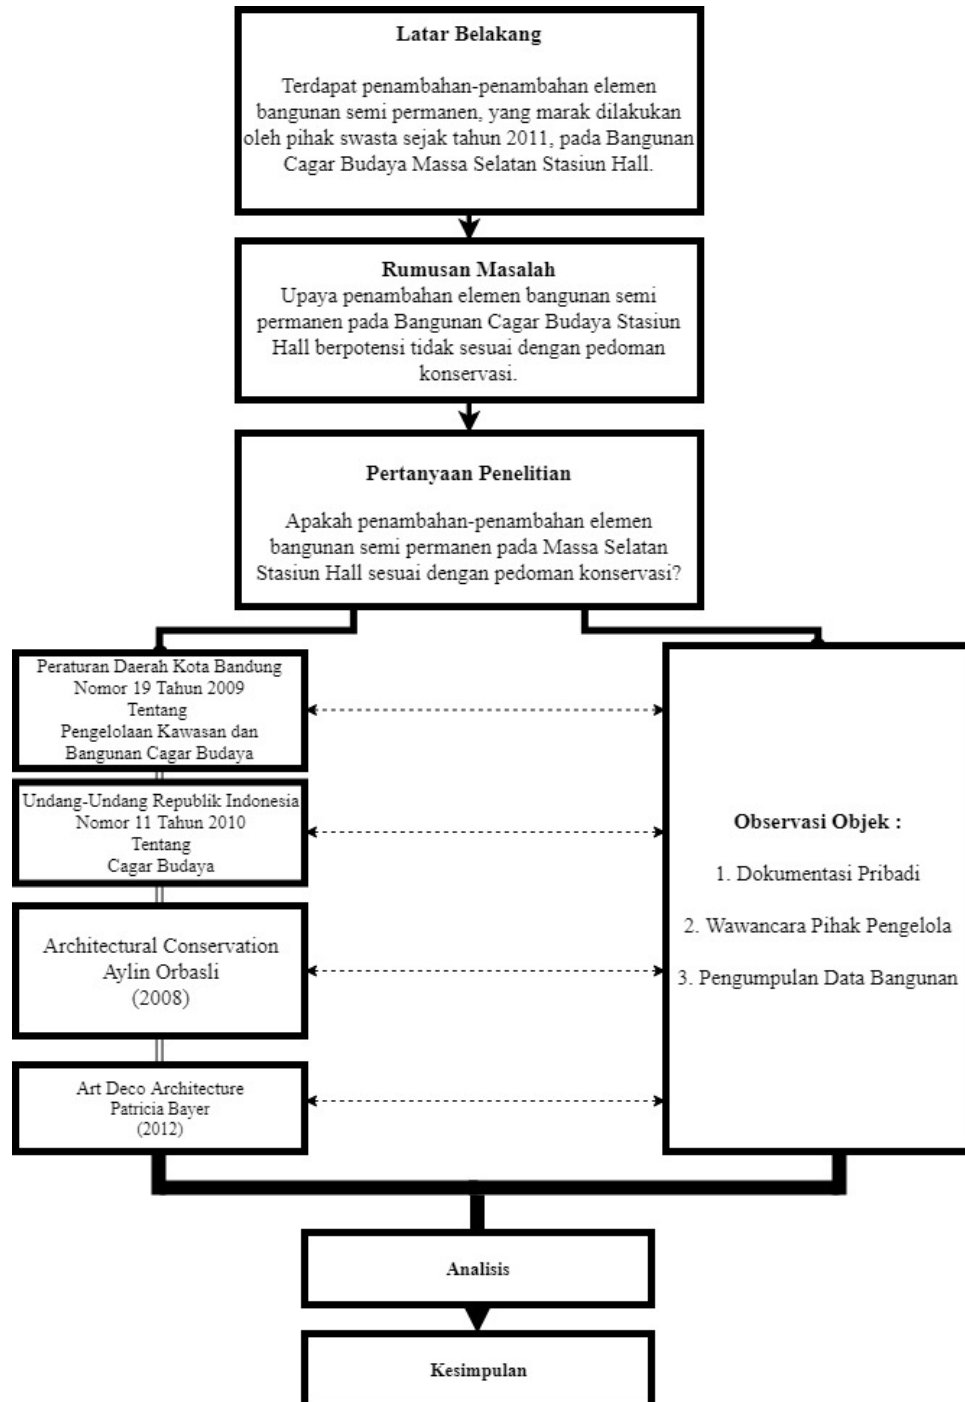 Latar Belakang
Terdapat penambahan-penambahan elemen
bangunan semi permanen, yang marak dilakukan
oleh pihak swasta sejak tahun 2011, pada Bangunan
Cagar Budaya Massa Selatan Stasiun Hall.
Rumusan Masalah
Upaya penambahan elemen bangunan semi
permanen pada Bangunan Cagar Budaya Stasiun
Hall berpotensi tidak sesuai dengan pedoman
konservasi.
Pertanyaan Penelitian
Apakah penambahan-penambahan elemen
bangunan semi permanen pada Massa Selatan
Stasiun Hall sesuai dengan pedoman konservasi?
Peraturan Daerah Kota Bandung
Nomor 19 Tahun 2009
Tentang
Pengelolaan Kawasan dan
Bangunan Cagar Budaya
Undang-Undang Republik Indonesia
Nomor 11 Tahun 2010
Tentang
Cagar Budaya
Architectural Conservation
Aylin Orbasli
(2008)
Art Deco Architecture
Patricia Bayer
(2012)
Observasi Objek :
1. Dokumentasi Pribadi
2. Wawancara Pihak Pengelola
3. Pengumpulan Data Bangunan
Analisis
Kesimpulan